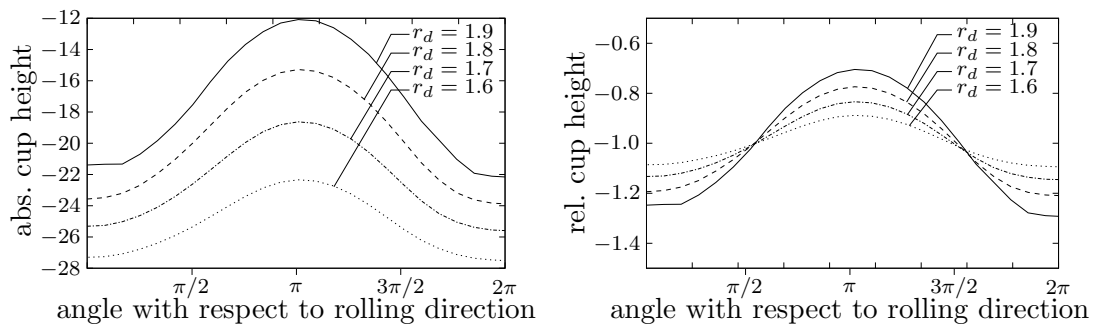 abs. cup height
−12
−14
−16
−18
−20
−22
−24
−26
−28
r_d = 1.9
r_d = 1.8
r_d = 1.7
r_d = 1.6
π/2 π 3π/2 2π
angle with respect to rolling direction
rel. cup height
−0.6
−0.8
−1.0
−1.2
−1.4
r_d = 1.9
r_d = 1.8
r_d = 1.7
r_d = 1.6
π/2 π 3π/2 2π
angle with respect to rolling direction